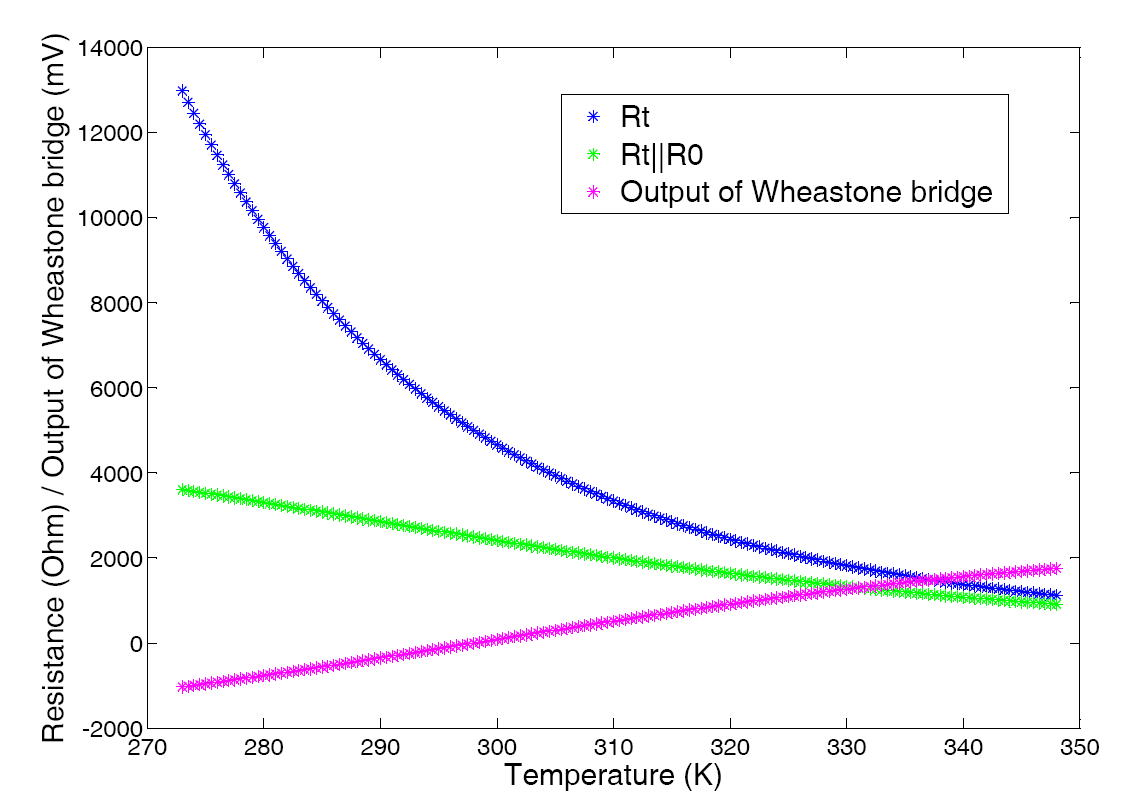 Resistance (Ohm) / Output of Wheastone bridge (mV)
14000
12000
10000
8000
6000
4000
2000
0
-2000
Rt
Rt||R0
Output of Wheastone bridge
270 280 290 300 310 320 330 340 350
Temperature (K)